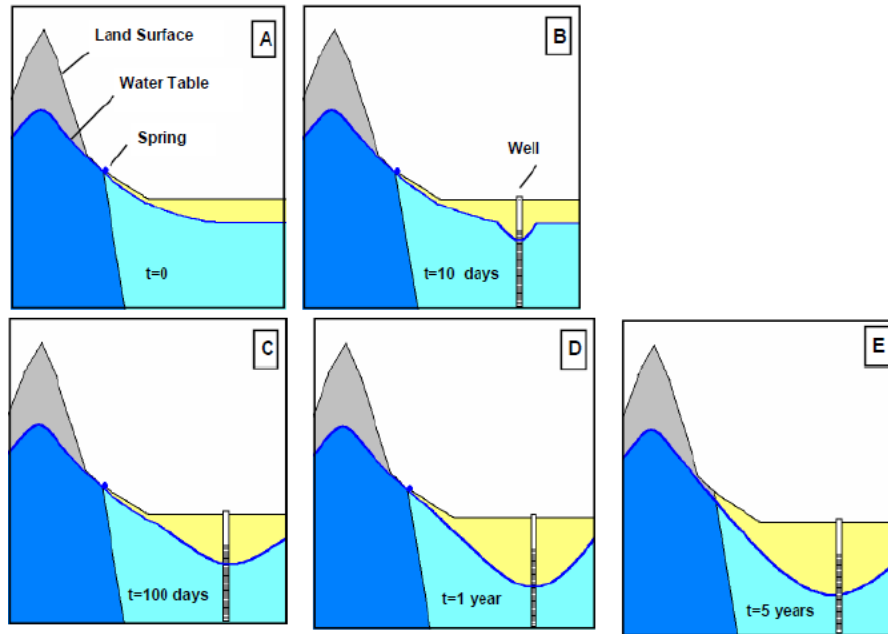 A
Land Surface
Water Table
Spring
t=0
B
Well
t=10 days
C
t=100 days
D
t=1 year
E
t=5 years